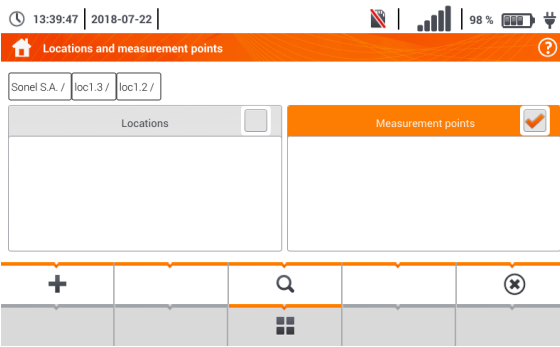 13:39:47 2018-07-22 98 %
Locations and measurement points ?
Sonel S.A. / loc1.3 / loc1.2 /
Locations Measurement points